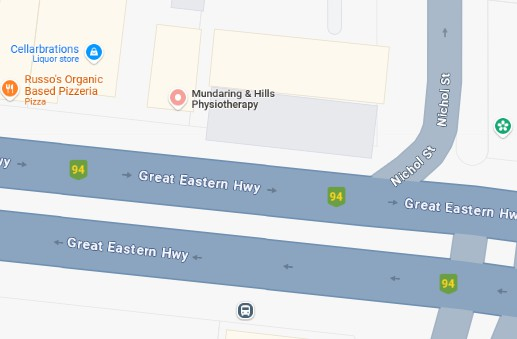 Cellarbrations
Liquor store
Russo's Organic
Based Pizzeria
Pizza
Mundaring & Hills
Physiotherapy
Nichol St
Nichol St
wy
94
Great Eastern Hwy
94
Great Eastern Hw
Great Eastern Hwy
94